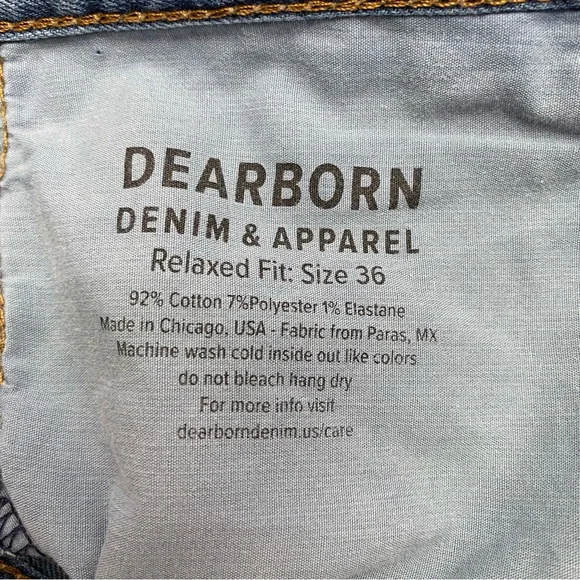 DEARBORN
DENIM & APPAREL
Relaxed Fit: Size 36
92% Cotton 7%Polyester 1% Elastane
Made in Chicago, USA - Fabric from Paras, MX
Machine wash cold inside out like colors
do not bleach hang dry
For more info visit
dearborndenim.us/care